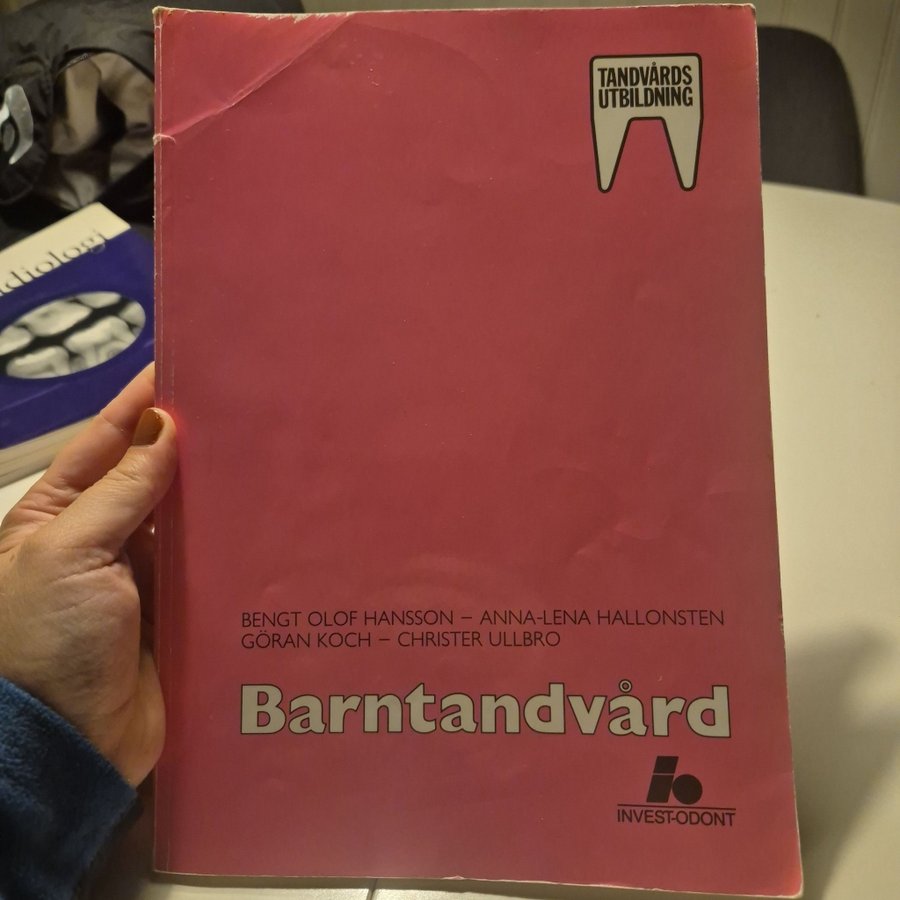 TANDVÅRDS
UTBILDNING
BENGT OLOF HANSSON – ANNA-LENA HALLONSTEN
GÖRAN KOCH – CHRISTER ULLBRO
Barntandvård
INVEST-ODONT